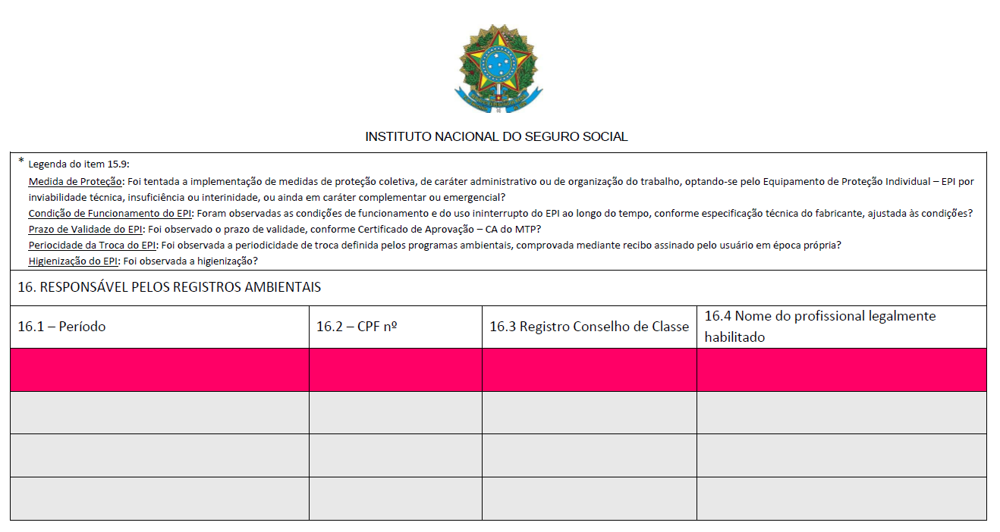 INSTITUTO NACIONAL DO SEGURO SOCIAL
* Legenda do item 15.9:
Medida de Proteção: Foi tentada a implementação de medidas de proteção coletiva, de caráter administrativo ou de organização do trabalho, optando-se pelo Equipamento de Proteção Individual – EPI por
inviabilidade técnica, insuficiência ou interinidade, ou ainda em caráter complementar ou emergencial?
Condição de Funcionamento do EPI: Foram observadas as condições de funcionamento e do uso ininterrupto do EPI ao longo do tempo, conforme especificação técnica do fabricante, ajustada às condições?
Prazo de Validade do EPI: Foi observado o prazo de validade, conforme Certificado de Aprovação – CA do MTP?
Periocidade da Troca do EPI: Foi observada a periodicidade de troca definida pelos programas ambientais, comprovada mediante recibo assinado pelo usuário em época própria?
Higienização do EPI: Foi observada a higienização?
16. RESPONSÁVEL PELOS REGISTROS AMBIENTAIS
16.1 – Período
16.2 – CPF nº
16.3 Registro Conselho de Classe
16.4 Nome do profissional legalmente
habilitado